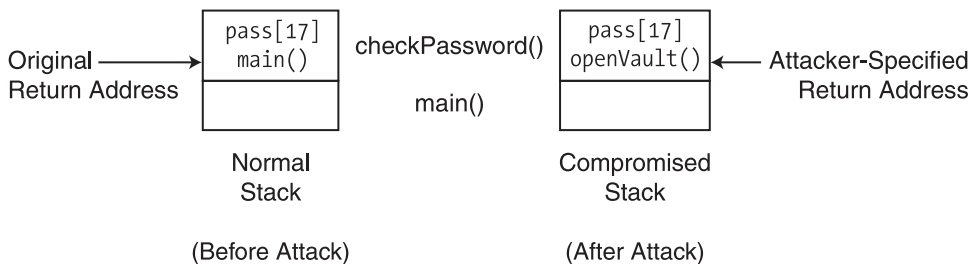 Original
Return Address
pass[17]
main()
Normal
Stack
(Before Attack)
checkPassword()
main()
pass[17]
openVault()
Compromised
Stack
(After Attack)
Attacker-Specified
Return Address